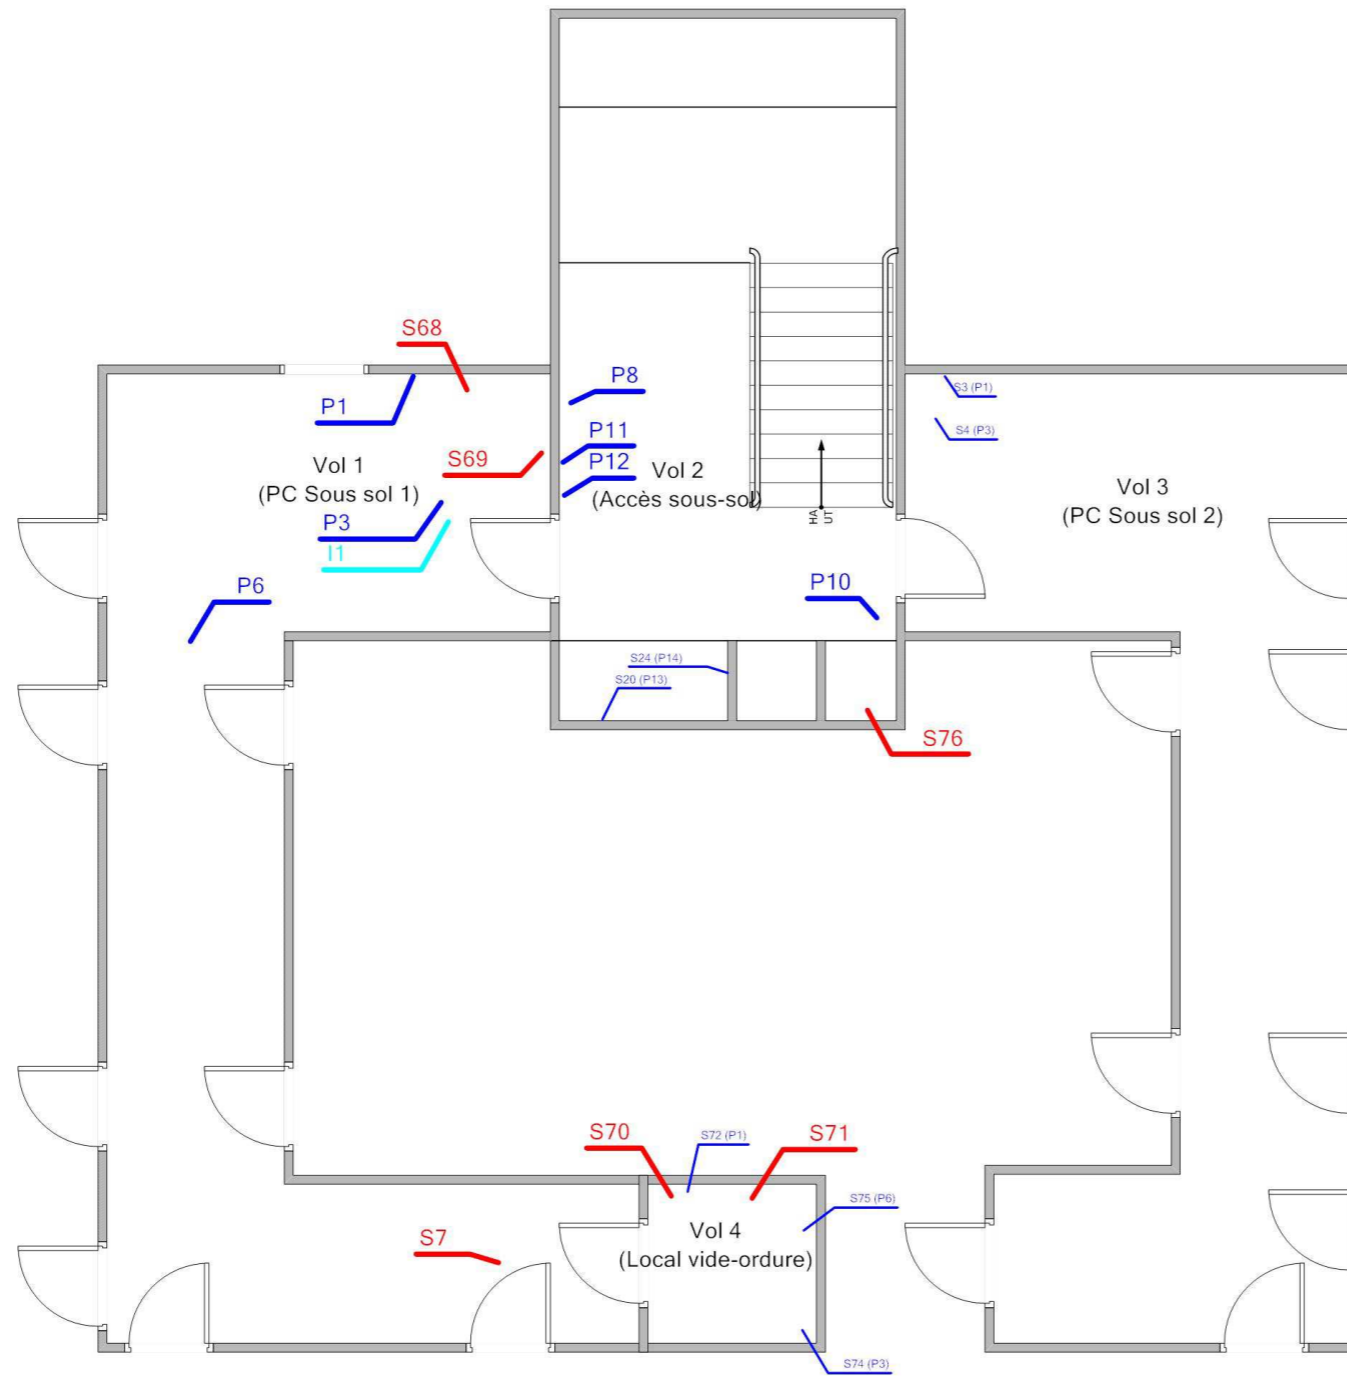 S68
P8
S3 (P1)
P1
P11
S4 (P3)
S69
P12
Vol 1
(PC Sous sol 1)
Vol 2
(Accès sous-sol)
Vol 3
(PC Sous sol 2)
P3
HA
UT
I1
P6
P10
S24 (P14)
S20 (P13)
S76
S70
S72 (P1)
S71
S75 (P6)
Vol 4
(Local vide-ordure)
S7
S74 (P3)